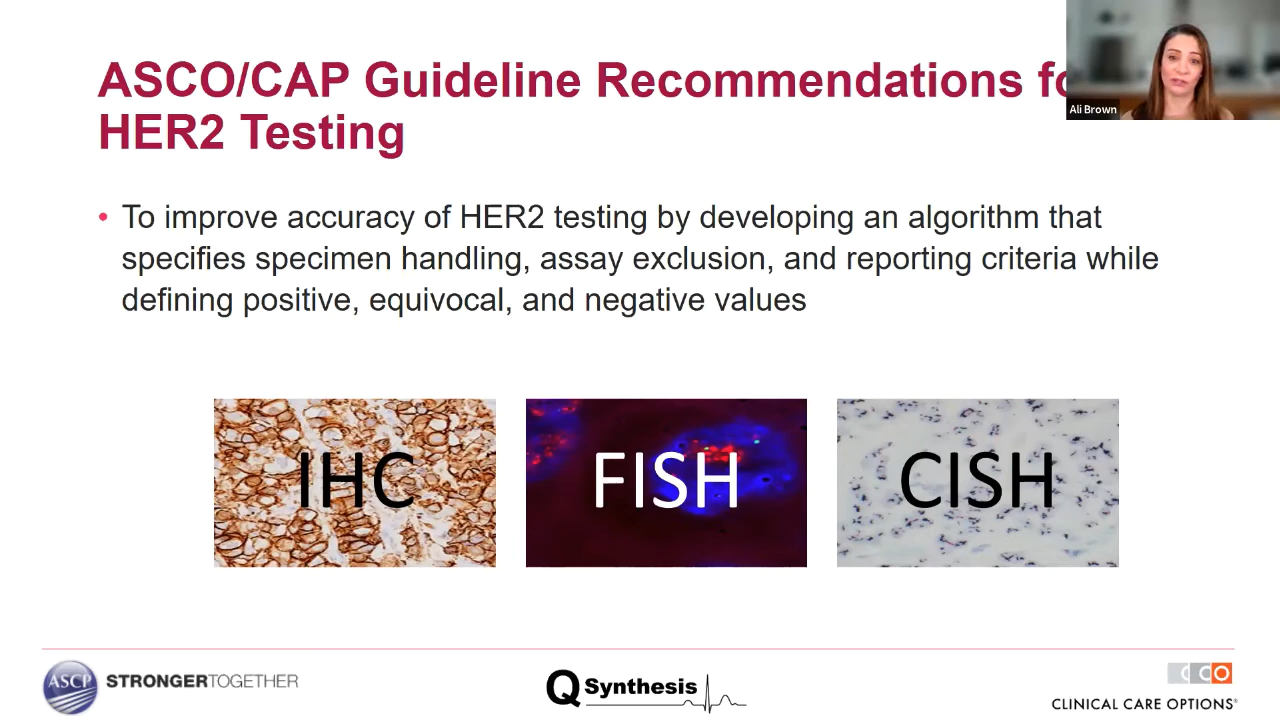 ASCO/CAP Guideline Recommendations fo
HER2 Testing
Ali Brown
• To improve accuracy of HER2 testing by developing an algorithm that
specifies specimen handling, assay exclusion, and reporting criteria while
defining positive, equivocal, and negative values
IHC
FISH
CISH
ASCP STRONGERTOGETHER
Q Synthesis
CCO
CLINICAL CARE OPTIONS®